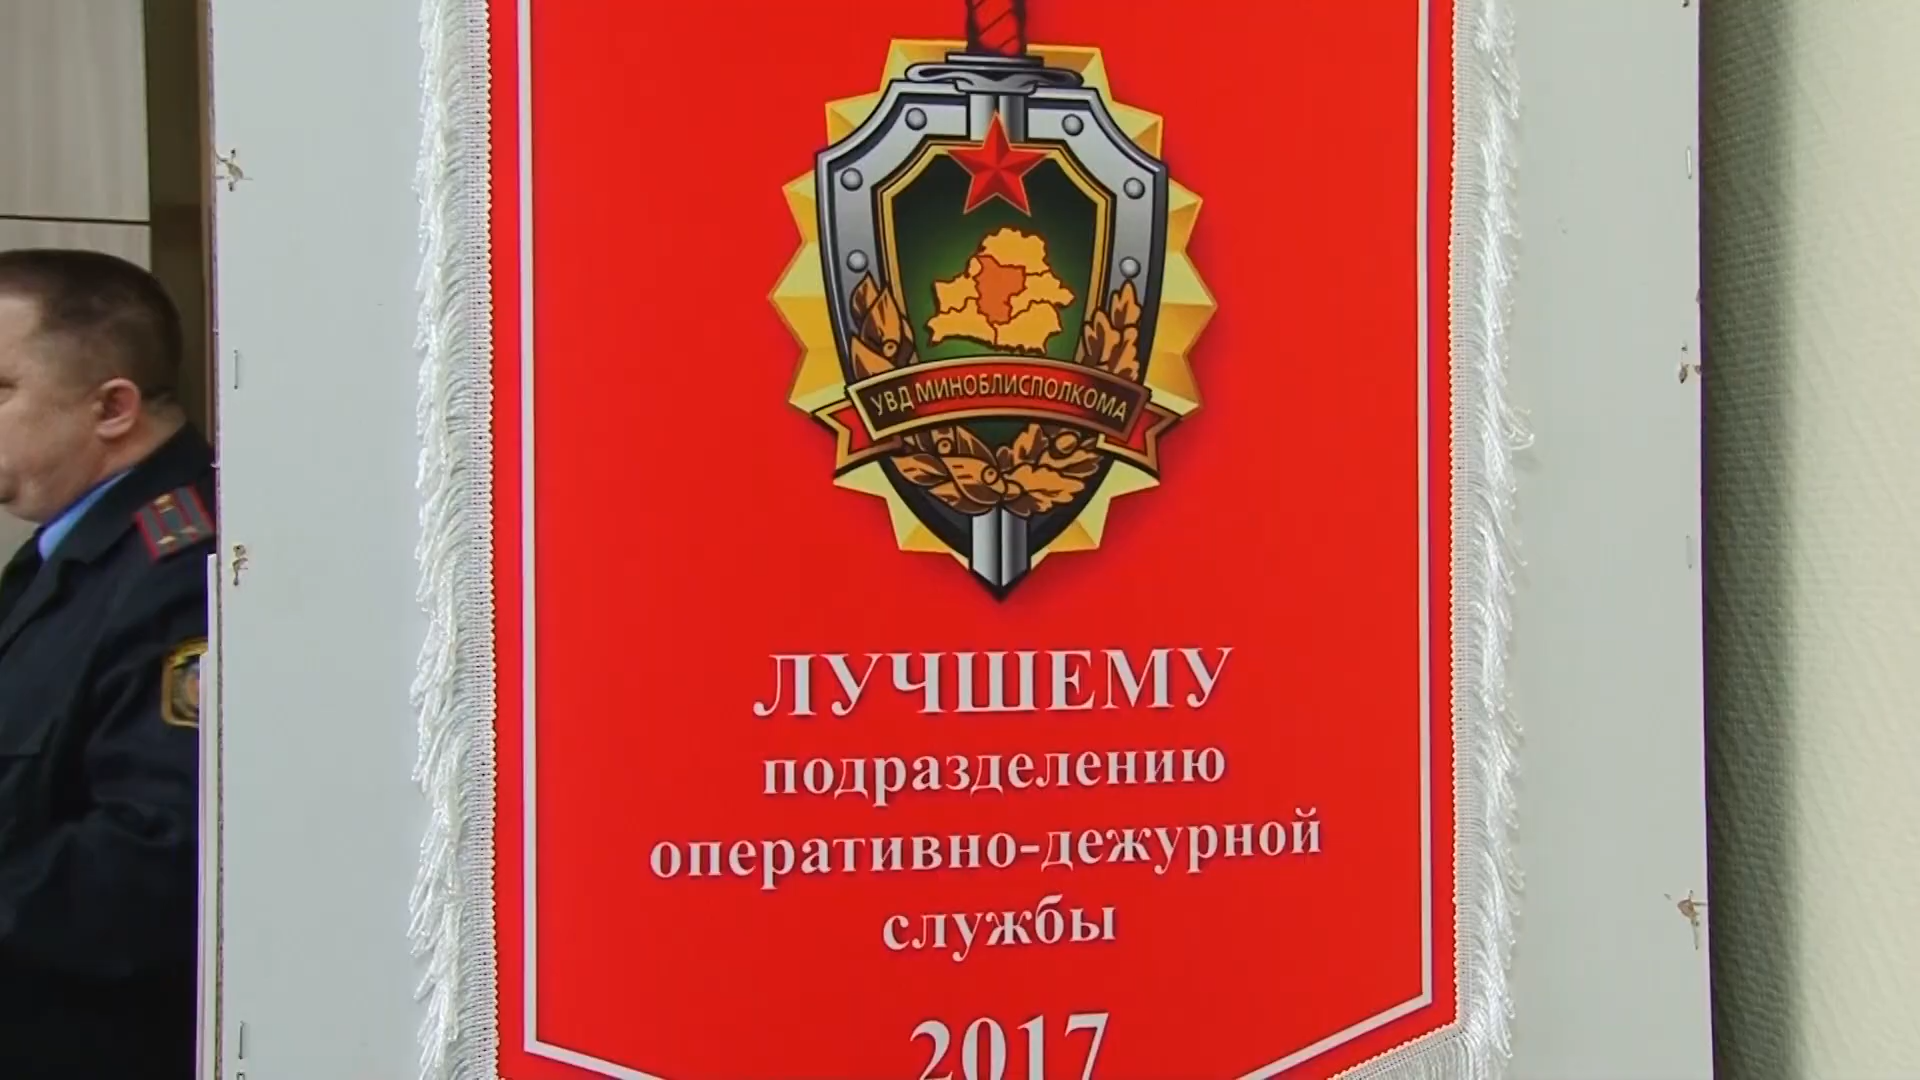 УВД МИНОБЛИСПОЛКОМА
ЛУЧШЕМУ
подразделению
оперативно-дежурной
службы
2017